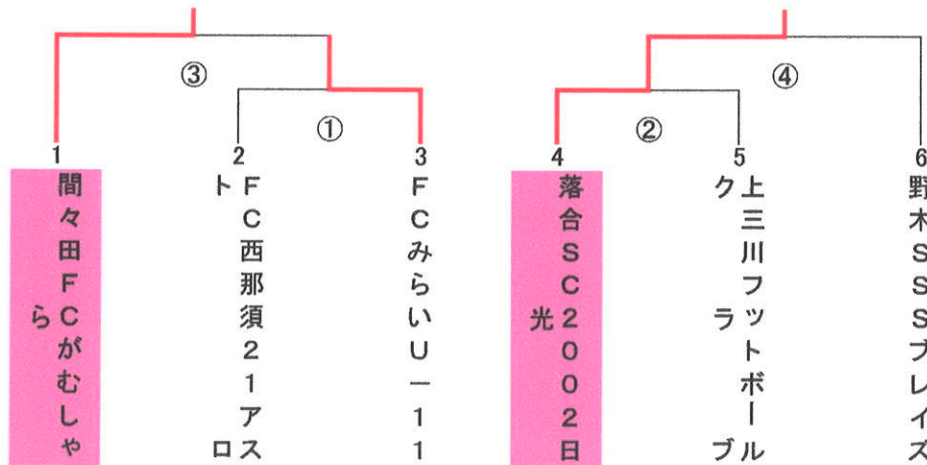 ③
④
①
②
1
2
3
4
5
6
間々田FCがむしゃ
ら
FC西那須21アス
トロ
FCみらいU－11
落合SC2002日
光
上三川フットボール
クラブ
野木SSSブレイズ